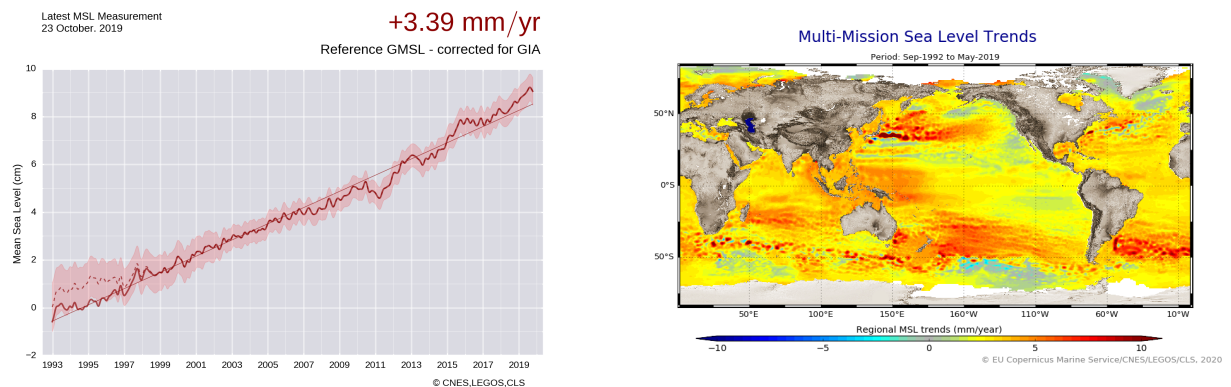 Latest MSL Measurement
23 October. 2019
+3.39 mm/yr
Reference GMSL - corrected for GIA
Mean Sea Level (cm)
10
8
6
4
2
0
−2
1993 1995 1997 1999 2001 2003 2005 2007 2009 2011 2013 2015 2017 2019
© CNES,LEGOS,CLS
Multi-Mission Sea Level Trends
Period: Sep-1992 to May-2019
50°N
0°S
50°S
50°E 100°E 150°E 160°W 110°W 60°W 10°W
Regional MSL trends (mm/year)
−10 −5 0 5 10
© EU Copernicus Marine Service/CNES/LEGOS/CLS, 2020